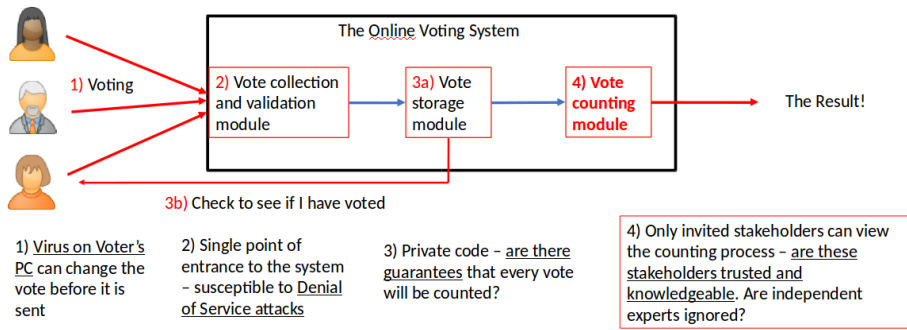 The Online Voting System
1) Voting
2) Vote collection
and validation
module
3a) Vote
storage
module
4) Vote
counting
module
The Result!
3b) Check to see if I have voted
1) Virus on Voter's
PC can change the
vote before it is
sent
2) Single point of
entrance to the system
– susceptible to Denial
of Service attacks
3) Private code – are there
guarantees that every vote
will be counted?
4) Only invited stakeholders can view
the counting process – are these
stakeholders trusted and
knowledgeable. Are independent
experts ignored?